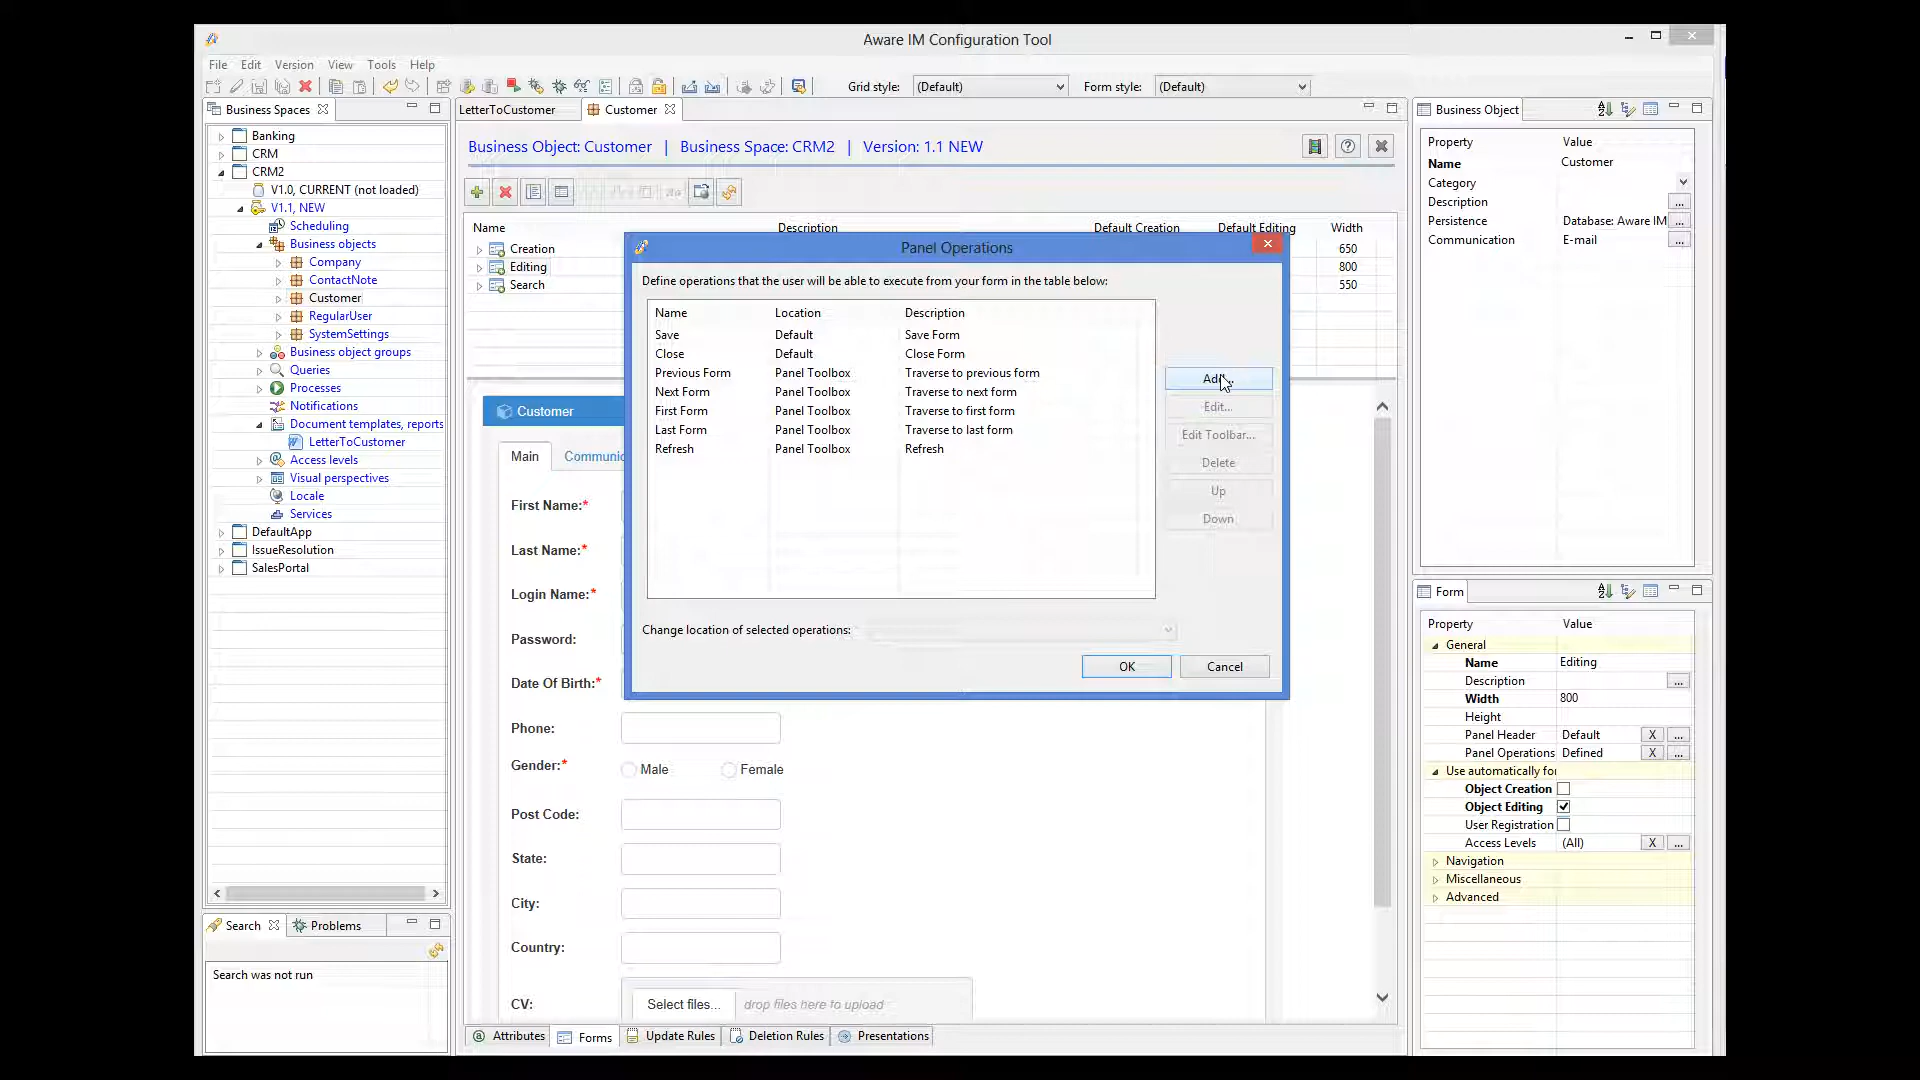 Aware IM Configuration Tool
File Edit Version View Tools Help
Grid style: (Default) Form style: (Default)
Business Spaces
Banking
CRM
CRM2
V1.0, CURRENT (not loaded)
V1.1, NEW
Scheduling
Business objects
Company
ContactNote
Customer
RegularUser
SystemSettings
Business object groups
Queries
Processes
Notifications
Document templates, reports
LetterToCustomer
Access levels
Visual perspectives
Locale
Services
DefaultApp
IssueResolution
SalesPortal
Search Problems
Search was not run
LetterToCustomer Customer
Business Object: Customer | Business Space: CRM2 | Version: 1.1 NEW
Name Description Default Creation Default Editing Width
Creation 650
Editing 800
Search 550
Customer
Main
First Name:*
Last Name:*
Login Name:*
Password:
Date Of Birth:*
Phone:
Gender:* Male Female
Post Code:
State:
City:
Country:
CV: Select files... drop files here to upload
Attributes Forms Update Rules Deletion Rules Presentations
Panel Operations
Define operations that the user will be able to execute from your form in the table below:
Name Location Description
Save Default Save Form
Close Default Close Form
Previous Form Panel Toolbox Traverse to previous form
Next Form Panel Toolbox Traverse to next form
First Form Panel Toolbox Traverse to first form
Last Form Panel Toolbox Traverse to last form
Refresh Panel Toolbox Refresh
Add...
Edit...
Edit Toolbar...
Delete
Up
Down
Change location of selected operations:
OK Cancel
Business Object
Property Value
Name Customer
Category
Description ...
Persistence Database: Aware IM ...
Communication E-mail ...
Form
Property Value
General
Name Editing
Description ...
Width 800
Height
Panel Header Default X ...
Panel Operations Defined X ...
Use automatically for
Object Creation
Object Editing
User Registration
Access Levels (All) X ...
Navigation
Miscellaneous
Advanced